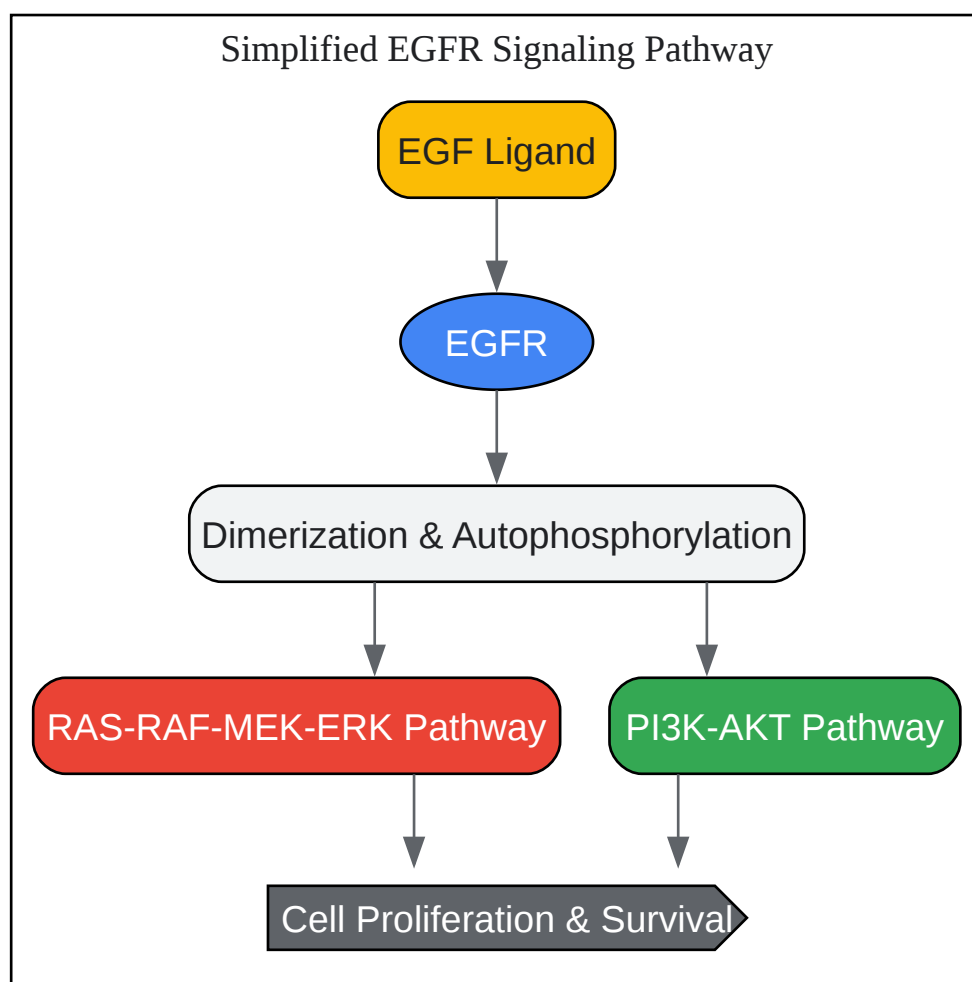 Simplified EGFR Signaling Pathway
EGF Ligand
EGFR
Dimerization & Autophosphorylation
RAS-RAF-MEK-ERK Pathway
PI3K-AKT Pathway
Cell Proliferation & Survival